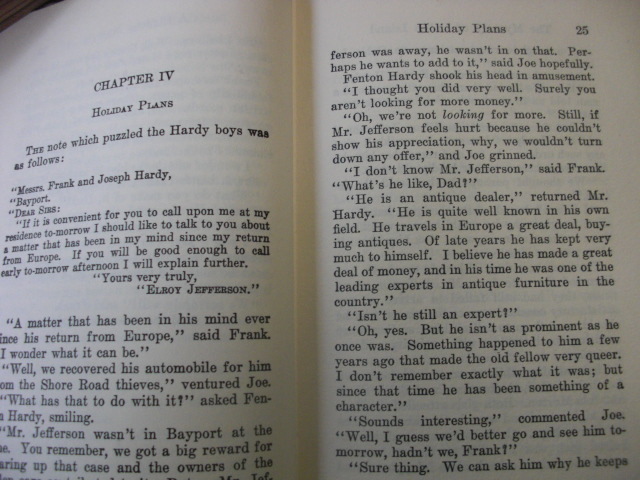 CHAPTER IV
HOLIDAY PLANS
THE note which puzzled the Hardy boys was
as follows:
"Messrs. Frank and Joseph Hardy,
"Bayport.
"DEAR SIRS:
"If it is convenient for you to call upon me at my
residence to-morrow I should like to talk to you about
a matter that has been in my mind since my return
from Europe. If you will be good enough to call
early to-morrow afternoon I will explain further.
"Yours very truly,
"ELROY JEFFERSON."
"A matter that has been in his mind ever
ince his return from Europe," said Frank.
I wonder what it can be."
"Well, we recovered his automobile for him
om the Shore Road thieves," ventured Joe.
"What has that to do with it?" asked Fen-
n Hardy, smiling.
"Mr. Jefferson wasn't in Bayport at the
e. You remember, we got a big reward for
aring up that case and the owners of the
Holiday Plans 25
ferson was away, he wasn't in on that. Per-
haps he wants to add to it," said Joe hopefully.
Fenton Hardy shook his head in amusement.
"I thought you did very well. Surely you
aren't looking for more money."
"Oh, we're not looking for more. Still, if
Mr. Jefferson feels hurt because he couldn't
show his appreciation, why, we wouldn't turn
down any offer," and Joe grinned.
"I don't know Mr. Jefferson," said Frank.
"What's he like, Dad?"
"He is an antique dealer," returned Mr.
Hardy. "He is quite well known in his own
field. He travels in Europe a great deal, buy-
ing antiques. Of late years he has kept very
much to himself. I believe he has made a great
deal of money, and in his time he was one of the
leading experts in antique furniture in the
country."
"Isn't he still an expert?"
"Oh, yes. But he isn't as prominent as he
once was. Something happened to him a few
years ago that made the old fellow very queer.
I don't remember exactly what it was; but
since that time he has been something of a
character."
"Sounds interesting," commented Joe.
"Well, I guess we'd better go and see him to-
morrow, hadn't we, Frank?"
"Sure thing. We can ask him why he keeps